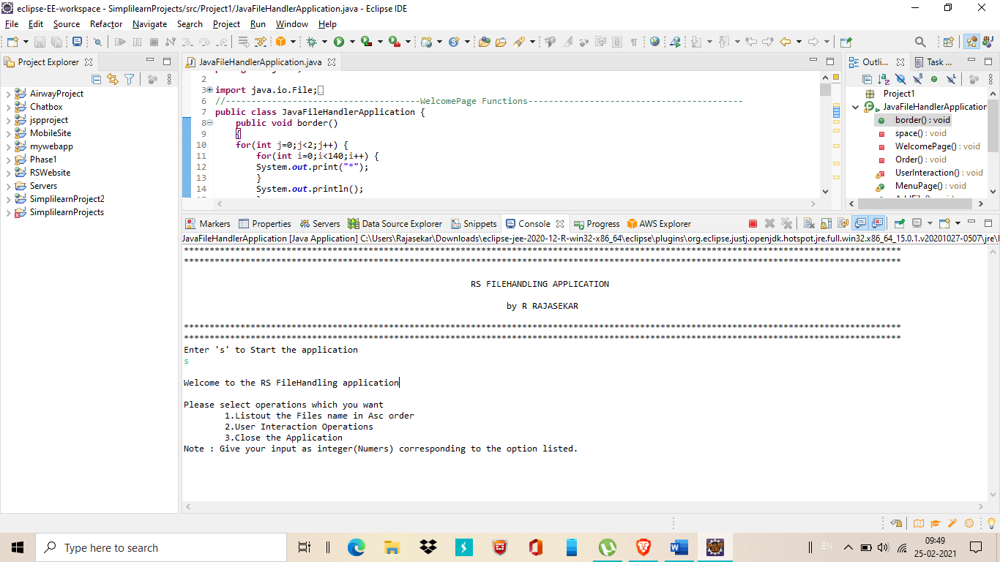 eclipse-EE-workspace - SimplilearnProjects/src/Project1/JavaFileHandlerApplication.java - Eclipse IDE
File Edit Source Refactor Navigate Search Project Run Window Help
Project Explorer
AirwayProject
Chatbox
jspproject
MobileSite
mywebapp
Phase1
RSWebsite
Servers
SimplilearnProject2
SimplilearnProjects
JavaFileHandlerApplication.java
2
3 import java.io.File;
6 //--------------------------------------WelcomePage Functions------------------------------------------
7 public class JavaFileHandlerApplication {
8 public void border()
9 {
10 for(int j=0;j<2;j++) {
11 for(int i=0;i<140;i++) {
12 System.out.print("*");
13 }
14 System.out.println();
Outli... Task ...
Project1
JavaFileHandlerApplication
border() : void
space() : void
WelcomePage() : void
Order() : void
UserInteraction() : void
MenuPage() : void
Markers Properties Servers Data Source Explorer Snippets Console Progress AWS Explorer
JavaFileHandlerApplication [Java Application] C:\Users\Rajasekar\Downloads\eclipse-jee-2020-12-R-win32-x86_64\eclipse\plugins\org.eclipse.justj.openjdk.hotspot.jre.full.win32.x86_64_15.0.1.v20201027-0507\jre\
********************************************************************************************************************************************
********************************************************************************************************************************************
RS FILEHANDLING APPLICATION
by R RAJASEKAR
********************************************************************************************************************************************
********************************************************************************************************************************************
Enter 's' to Start the application
s
Welcome to the RS FileHandling application
Please select operations which you want
1.Listout the Files name in Asc order
2.User Interaction Operations
3.Close the Application
Note : Give your input as integer(Numers) corresponding to the option listed.
Type here to search
EN
09:49
25-02-2021